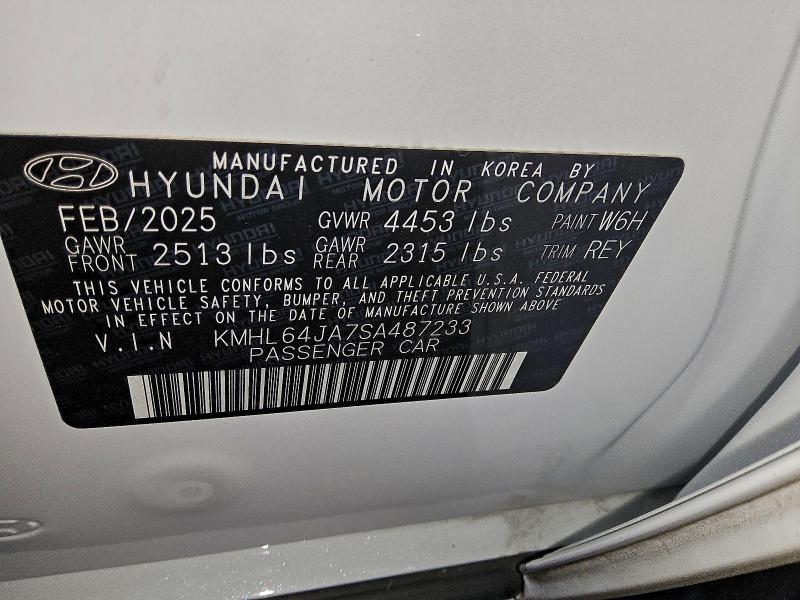 MANUFACTURED IN KOREA BY
HYUNDAI MOTOR COMPANY
FEB/2025 GVWR 4453 lbs PAINT W6H
GAWR FRONT 2513 lbs GAWR REAR 2315 lbs TRIM REY
THIS VEHICLE CONFORMS TO ALL APPLICABLE U.S.A. FEDERAL
MOTOR VEHICLE SAFETY, BUMPER, AND THEFT PREVENTION STANDARDS
IN EFFECT ON THE DATE OF MANUFACTURE SHOWN ABOVE
V.I.N KMHL64JA7SA487233
PASSENGER CAR